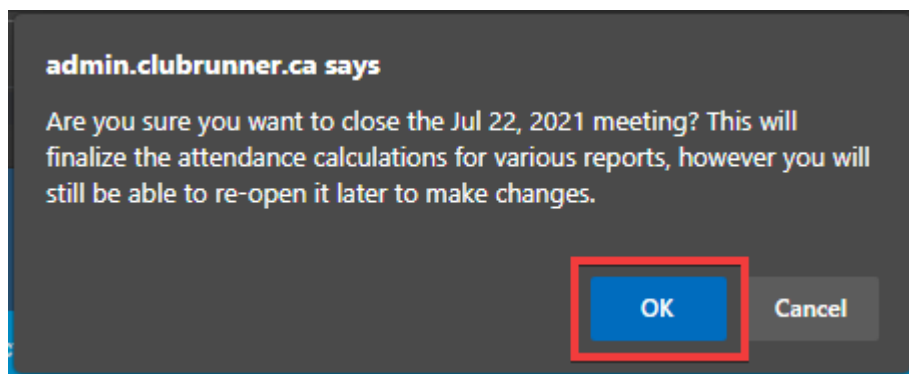 admin.clubrunner.ca says
Are you sure you want to close the Jul 22, 2021 meeting? This will
finalize the attendance calculations for various reports, however you will
still be able to re-open it later to make changes.
OK
Cancel